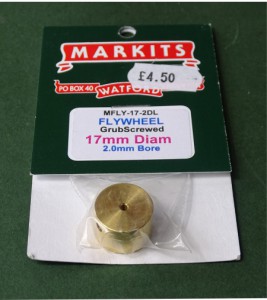 MARKITS
£4.50
PO BOX 40
WATFORD
MFLY-17-2DL
FLYWHEEL
GrubScrewed
17mm Diam
2.0mm Bore